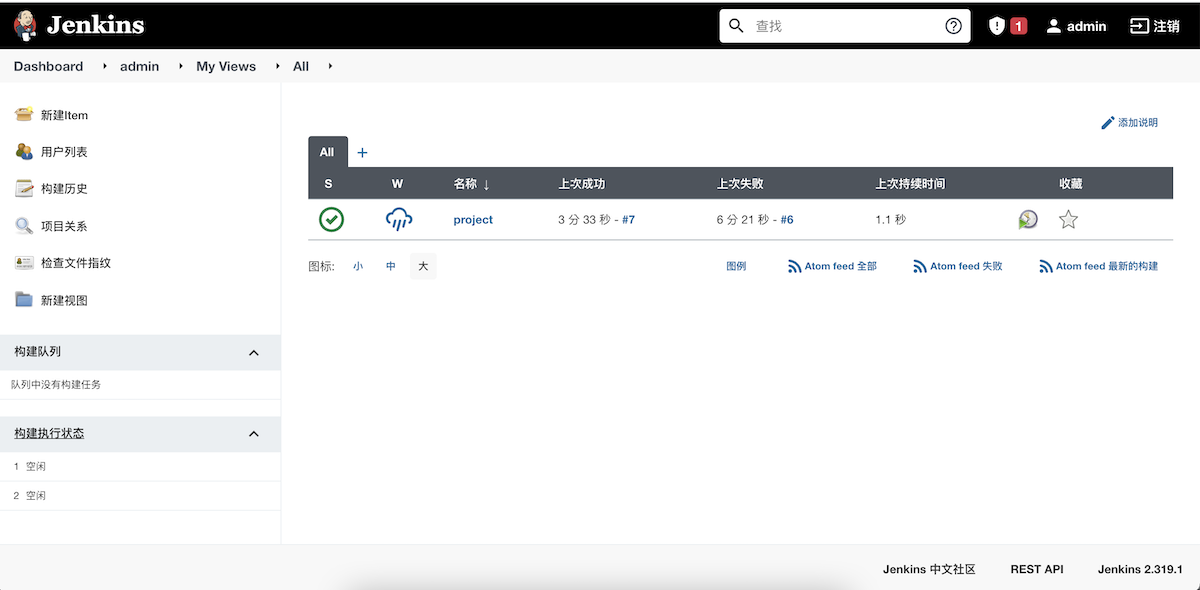 Jenkins
查找
1
admin
注销
Dashboard
admin
My Views
All
新建Item
用户列表
构建历史
项目关系
检查文件指纹
新建视图
构建队列
队列中没有构建任务
构建执行状态
1 空闲
2 空闲
添加说明
All +
S W 名称 ↓ 上次成功 上次失败 上次持续时间 收藏
project 3 分 33 秒 - #7 6 分 21 秒 - #6 1.1 秒
图标: 小 中 大 图例 Atom feed 全部 Atom feed 失败 Atom feed 最新的构建
Jenkins 中文社区 REST API Jenkins 2.319.1